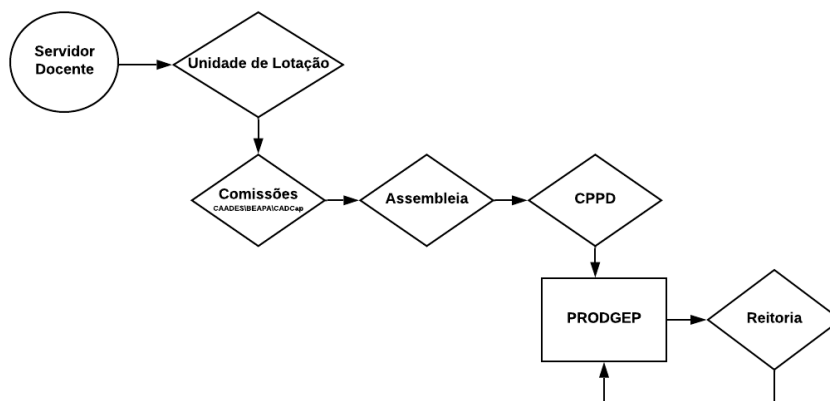 Servidor
Docente
Unidade de Lotação
Comissões
CAADES\BEAPA\CADCap
Assembleia
CPPD
PRODGEP
Reitoria